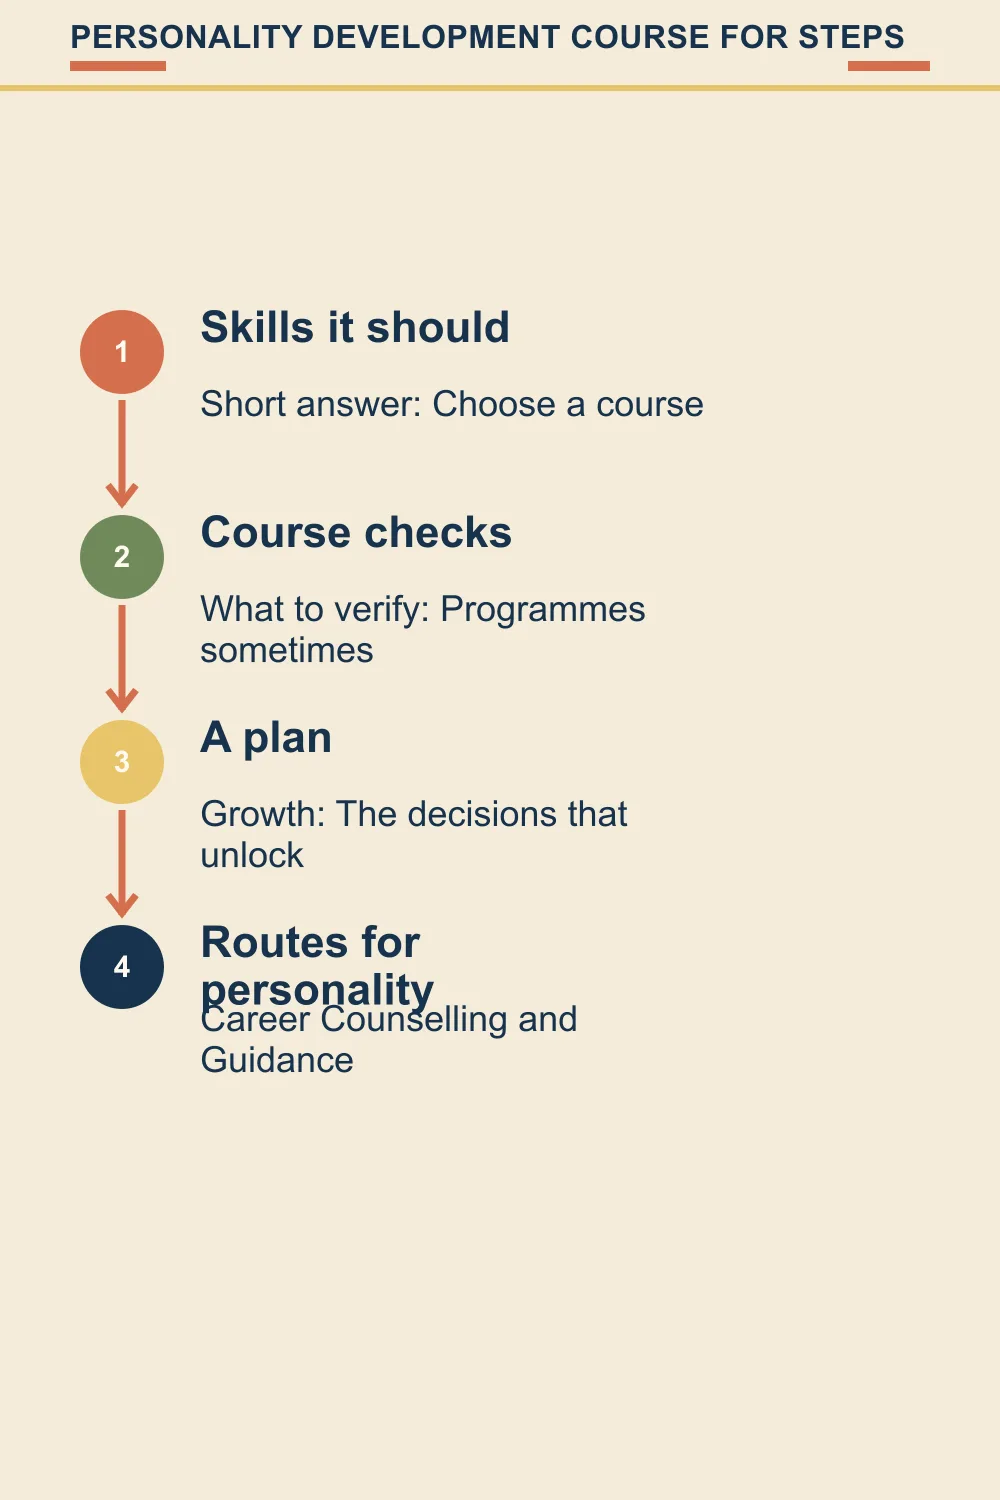 PERSONALITY DEVELOPMENT COURSE FOR STEPS
1
Skills it should
Short answer: Choose a course
2
Course checks
What to verify: Programmes
sometimes
3
A plan
Growth: The decisions that
unlock
4
Routes for
personality
Career Counselling and
Guidance